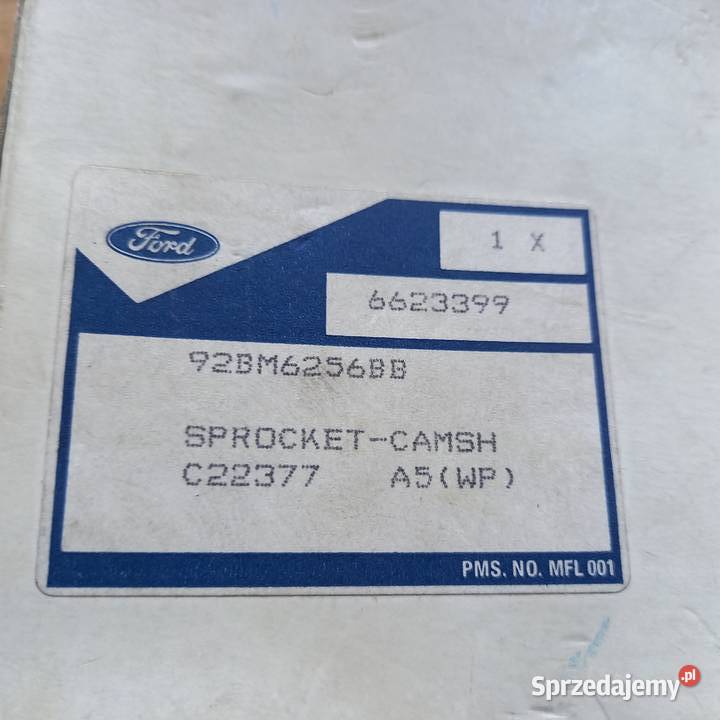 Ford
1 X
6623399
92BM6256BB
SPROCKET-CAMSH
C22377 A5(WP)
PMS. NO. MFL 001
Sprzedajemy.pl